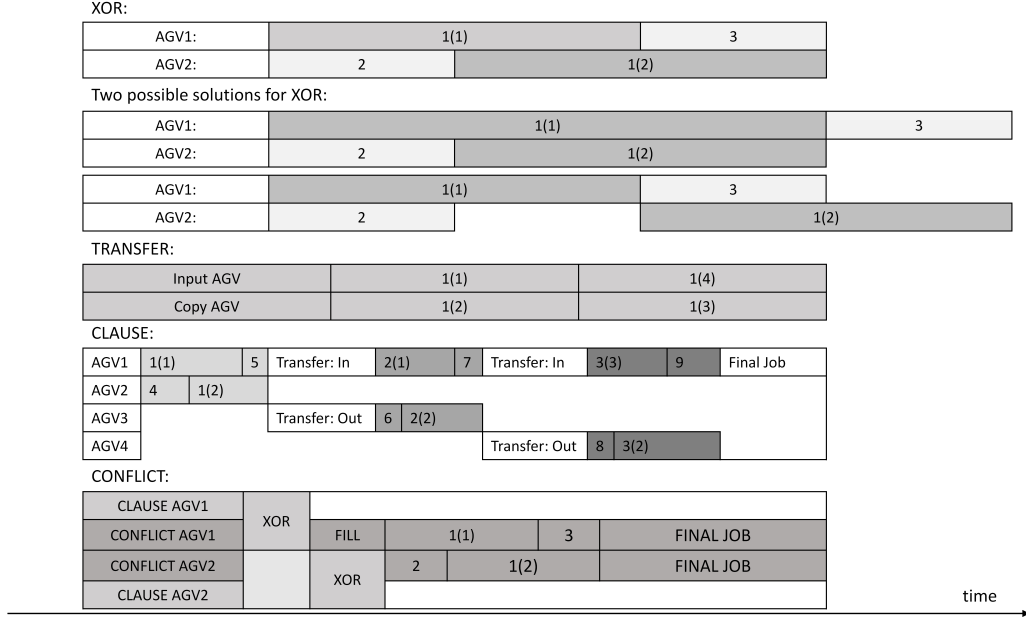 XOR:
AGV1: 1(1) 3
AGV2: 2 1(2)
Two possible solutions for XOR:
AGV1: 1(1) 3
AGV2: 2 1(2)
AGV1: 1(1) 3
AGV2: 2 1(2)
TRANSFER:
Input AGV 1(1) 1(4)
Copy AGV 1(2) 1(3)
CLAUSE:
AGV1 1(1) 5 Transfer: In 2(1) 7 Transfer: In 3(3) 9 Final Job
AGV2 4 1(2)
AGV3 Transfer: Out 6 2(2)
AGV4 Transfer: Out 8 3(2)
CONFLICT:
CLAUSE AGV1
XOR
CONFLICT AGV1 FILL 1(1) 3 FINAL JOB
CONFLICT AGV2 2 1(2) FINAL JOB
XOR
CLAUSE AGV2
time